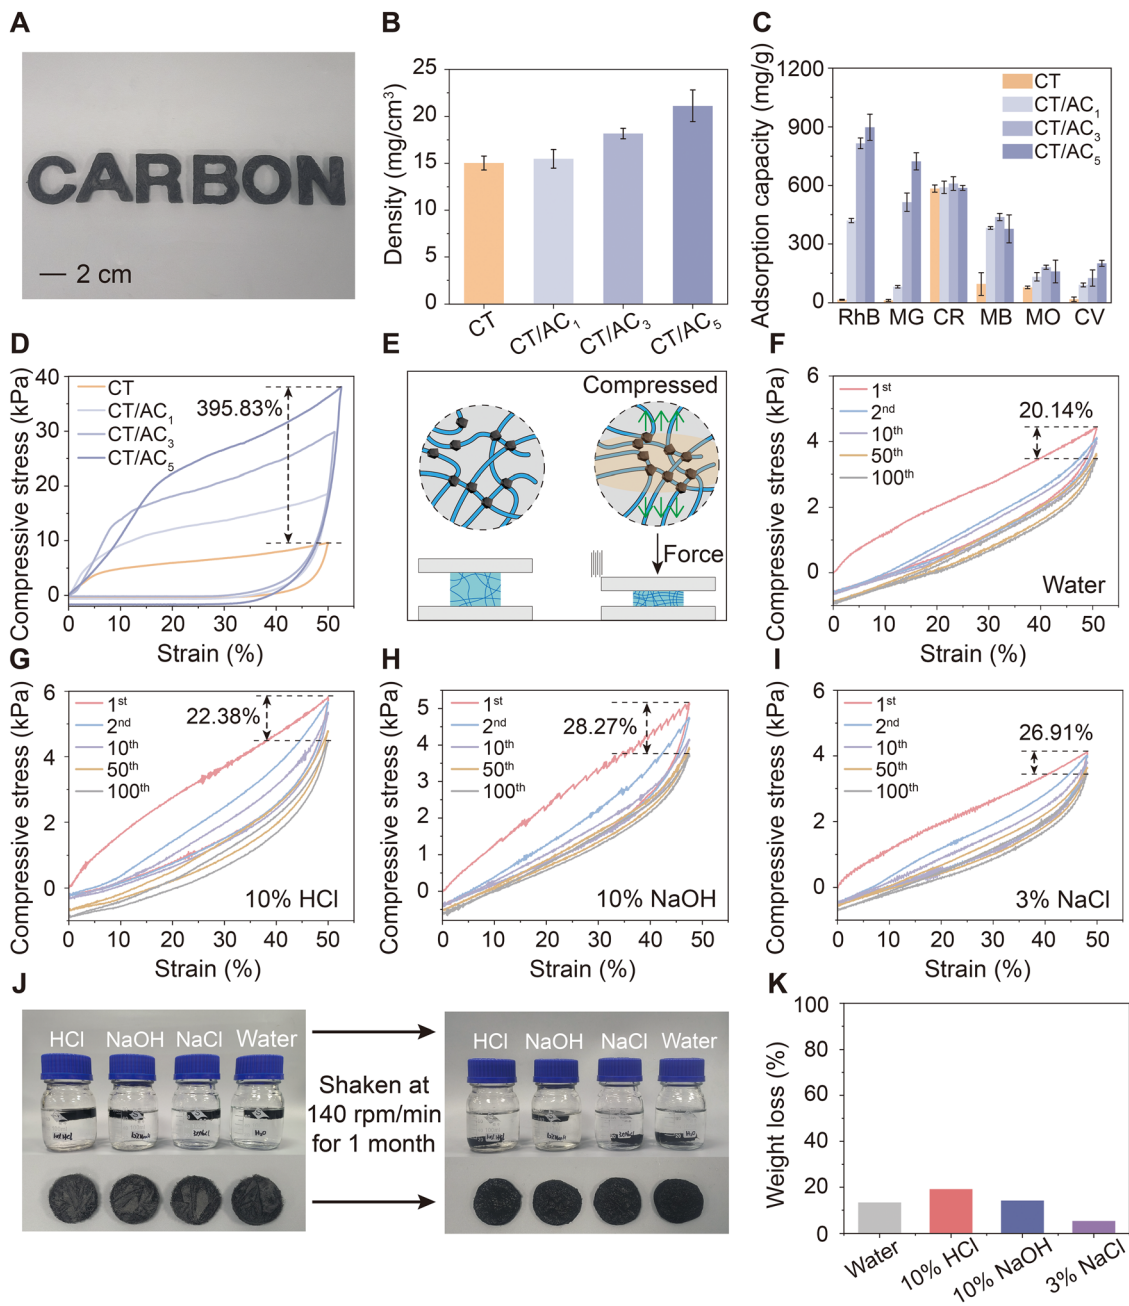 A
CARBON
2 cm
B
Density (mg/cm³)
25
20
15
10
5
0
CT
CT/AC₁
CT/AC₃
CT/AC₅
C
Adsorption capacity (mg/g)
1200
900
600
300
0
CT
CT/AC₁
CT/AC₃
CT/AC₅
RhB MG CR MB MO CV
D
Compressive stress (kPa)
40
30
20
10
0
CT
CT/AC₁
CT/AC₃
CT/AC₅
395.83%
0 10 20 30 40 50
Strain (%)
E
Compressed
Force
F
Compressive stress (kPa)
6
4
2
0
1st
2nd
10th
50th
100th
20.14%
Water
0 10 20 30 40 50
Strain (%)
G
Compressive stress (kPa)
6
4
2
0
1st
2nd
10th
50th
100th
22.38%
10% HCl
0 10 20 30 40 50
Strain (%)
H
Compressive stress (kPa)
5
4
3
2
1
0
1st
2nd
10th
50th
100th
28.27%
10% NaOH
0 10 20 30 40 50
Strain (%)
I
Compressive stress (kPa)
6
4
2
0
1st
2nd
10th
50th
100th
26.91%
3% NaCl
0 10 20 30 40 50
Strain (%)
J
HCl NaOH NaCl Water
H₂O
Shaken at
140 rpm/min
for 1 month
HCl NaOH NaCl Water
H₂O
K
Weight loss (%)
100
80
60
40
20
0
Water
10% HCl
10% NaOH
3% NaCl